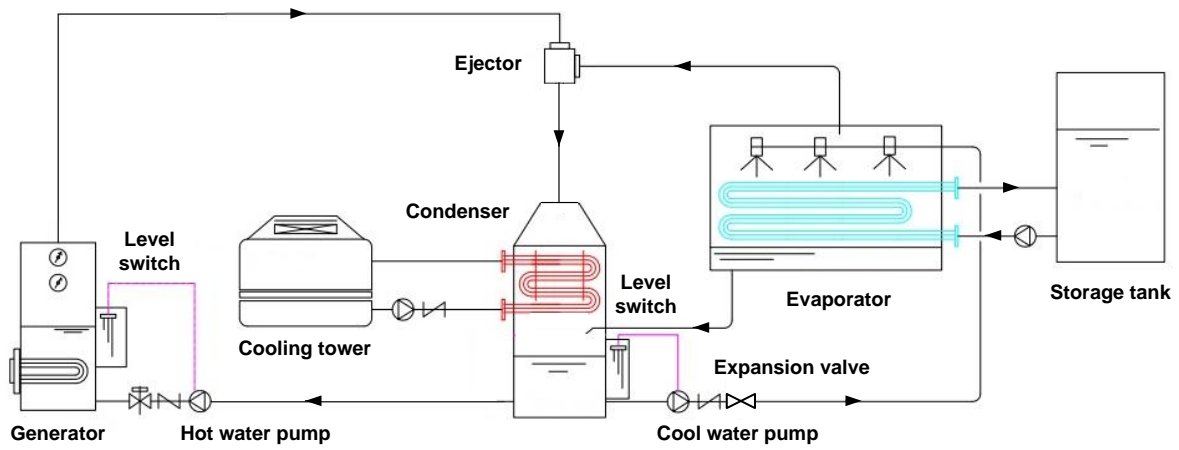 Ejector
Condenser
Level
switch
Level
switch
Evaporator
Storage tank
Cooling tower
Expansion valve
Generator
Hot water pump
Cool water pump